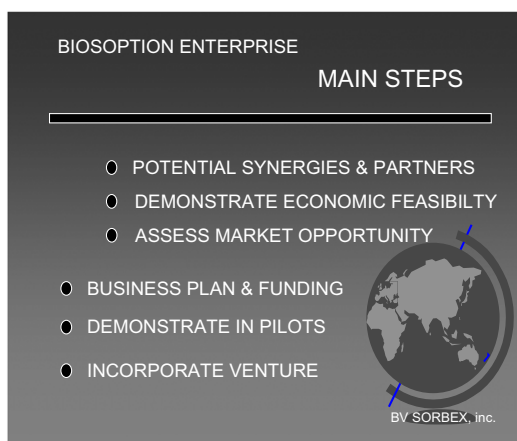 BIOSOPTION ENTERPRISE
MAIN STEPS
POTENTIAL SYNERGIES & PARTNERS
DEMONSTRATE ECONOMIC FEASIBILTY
ASSESS MARKET OPPORTUNITY
BUSINESS PLAN & FUNDING
DEMONSTRATE IN PILOTS
INCORPORATE VENTURE
BV SORBEX, inc.